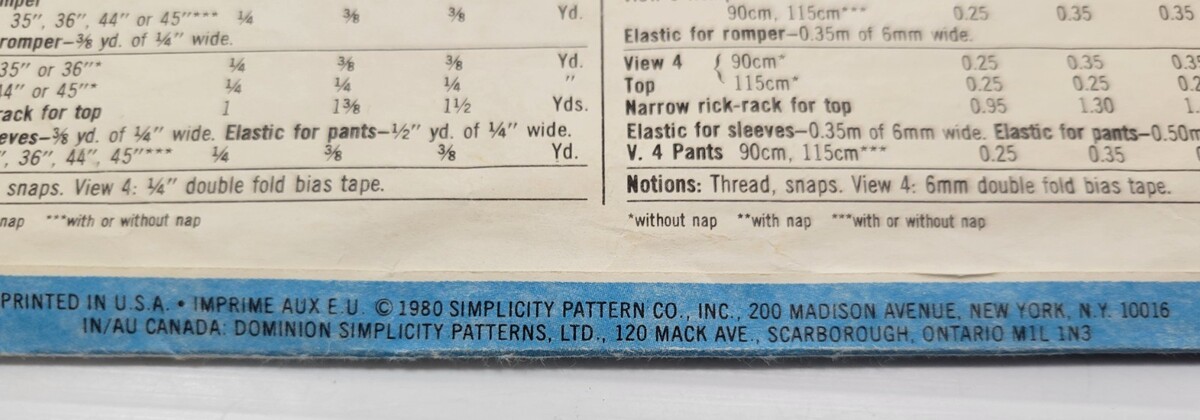 35", 36", 44" or 45"*** ¼ ⅜ ⅜ Yd.
romper–⅜ yd. of ¼" wide.
35" or 36"* ¼ ⅜ ⅜ Yd.
44" or 45"* ¼ ¼ ¼ "
rack for top 1 1⅜ 1½ Yds.
eves–⅜ yd. of ¼" wide. Elastic for pants–½" yd. of ¼" wide.
", 36", 44", 45"*** ¼ ⅜ ⅜ Yd.
snaps. View 4: ¼" double fold bias tape.
nap ***with or without nap
90cm, 115cm*** 0.25 0.35 0.35
Elastic for romper–0.35m of 6mm wide.
View 4 { 90cm* 0.25 0.35 0.35
Top 115cm* 0.25 0.25 0.2
Narrow rick-rack for top 0.95 1.30 1.
Elastic for sleeves–0.35m of 6mm wide. Elastic for pants–0.50m
V. 4 Pants 90cm, 115cm*** 0.25 0.35
Notions: Thread, snaps. View 4: 6mm double fold bias tape.
*without nap **with nap ***with or without nap
PRINTED IN U.S.A. • IMPRIME AUX E.U. © 1980 SIMPLICITY PATTERN CO., INC., 200 MADISON AVENUE, NEW YORK, N.Y. 10016
IN/AU CANADA: DOMINION SIMPLICITY PATTERNS, LTD., 120 MACK AVE., SCARBOROUGH, ONTARIO M1L 1N3